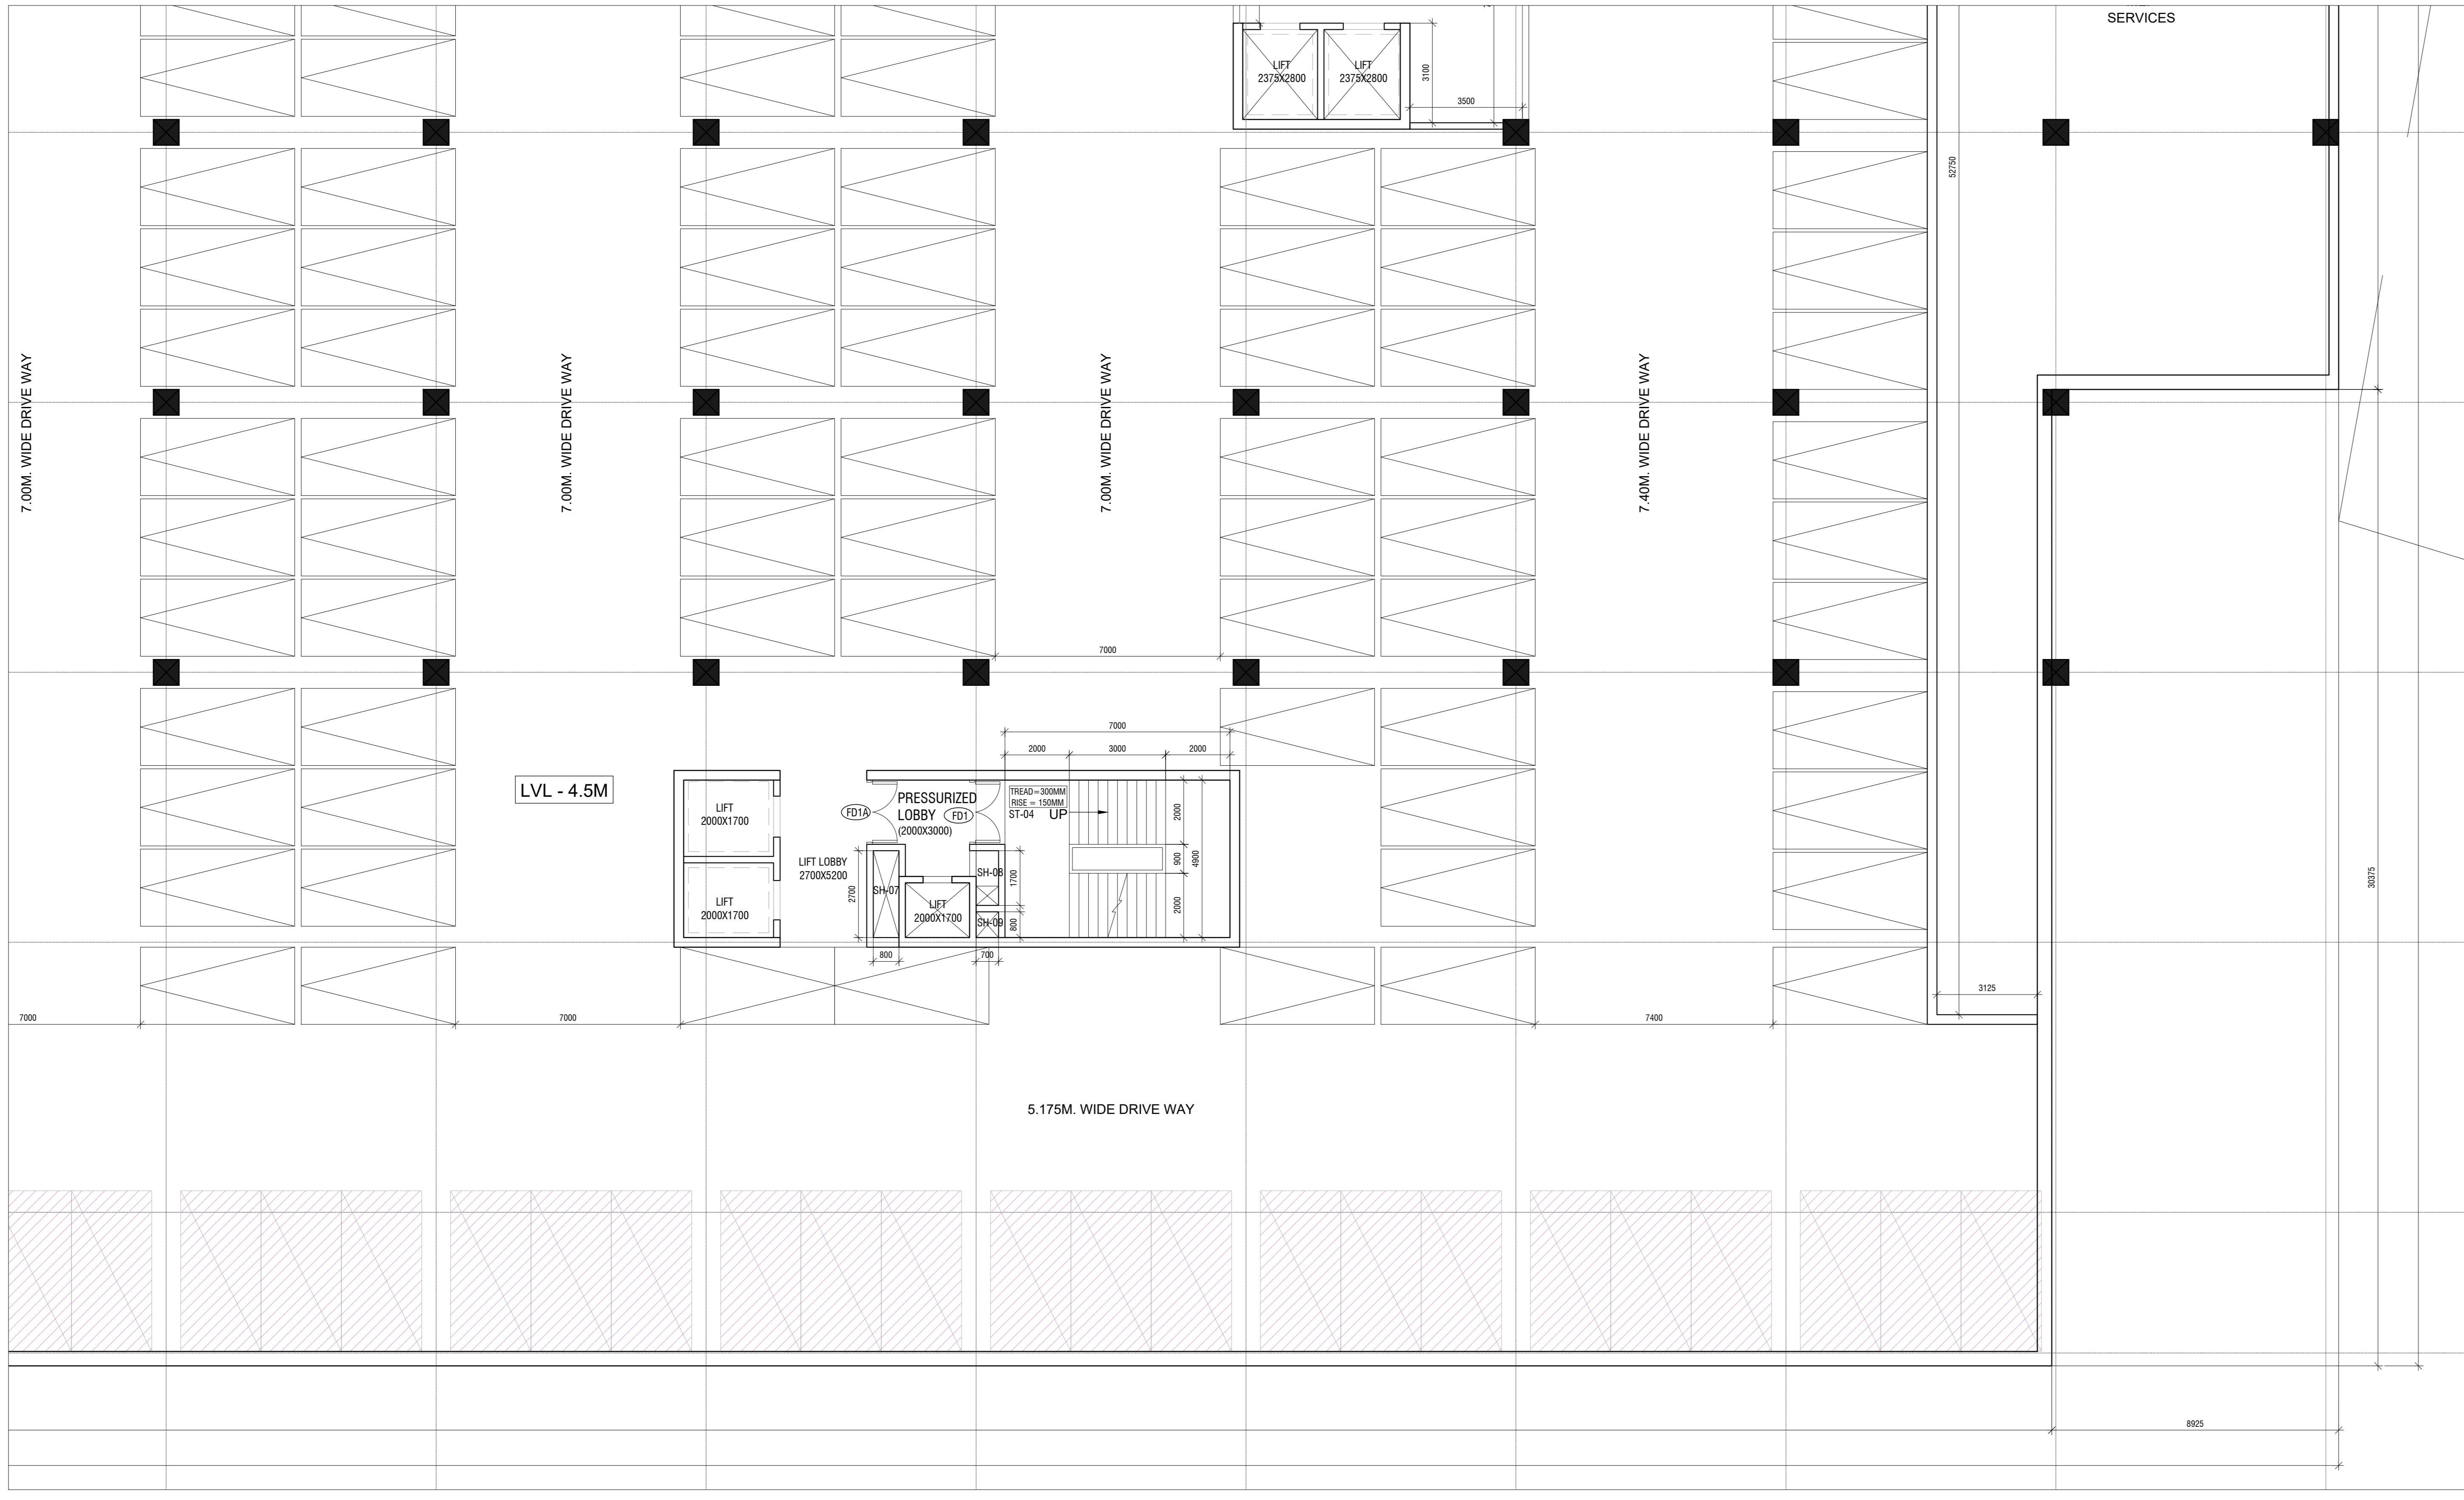 SERVICES
LIFT
2375X2800
LIFT
2375X2800
3100
3500
52750
7.00M. WIDE DRIVE WAY
7.00M. WIDE DRIVE WAY
7.00M. WIDE DRIVE WAY
7.40M. WIDE DRIVE WAY
7000
7000
2000
3000
2000
LVL - 4.5M
LIFT
2000X1700
LIFT
2000X1700
LIFT LOBBY
2700X5200
FD1A
PRESSURIZED
LOBBY
(2000X3000)
FD1
TREAD=300MM
RISE = 150MM
ST-04
UP
2000
900
4900
2000
2700
SH-07
LIFT
2000X1700
SH-08
1700
SH-09
800
800
700
30375
3125
7000
7000
7400
5.175M. WIDE DRIVE WAY
8925